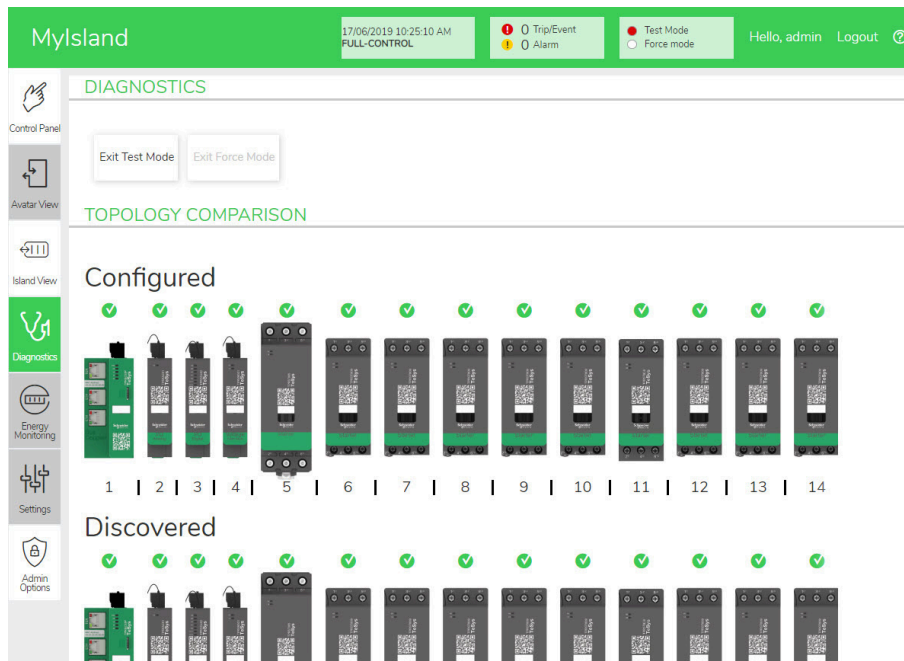 MyIsland
17/06/2019 10:25:10 AM
FULL-CONTROL
0 Trip/Event
0 Alarm
Test Mode
Force mode
Hello, admin
Logout
Control Panel
Avatar View
Island View
Diagnostics
Energy
Monitoring
Settings
Admin
Options
DIAGNOSTICS
Exit Test Mode
Exit Force Mode
TOPOLOGY COMPARISON
Configured
1 | 2 | 3 | 4 | 5 | 6 | 7 | 8 | 9 | 10 | 11 | 12 | 13 | 14
Discovered